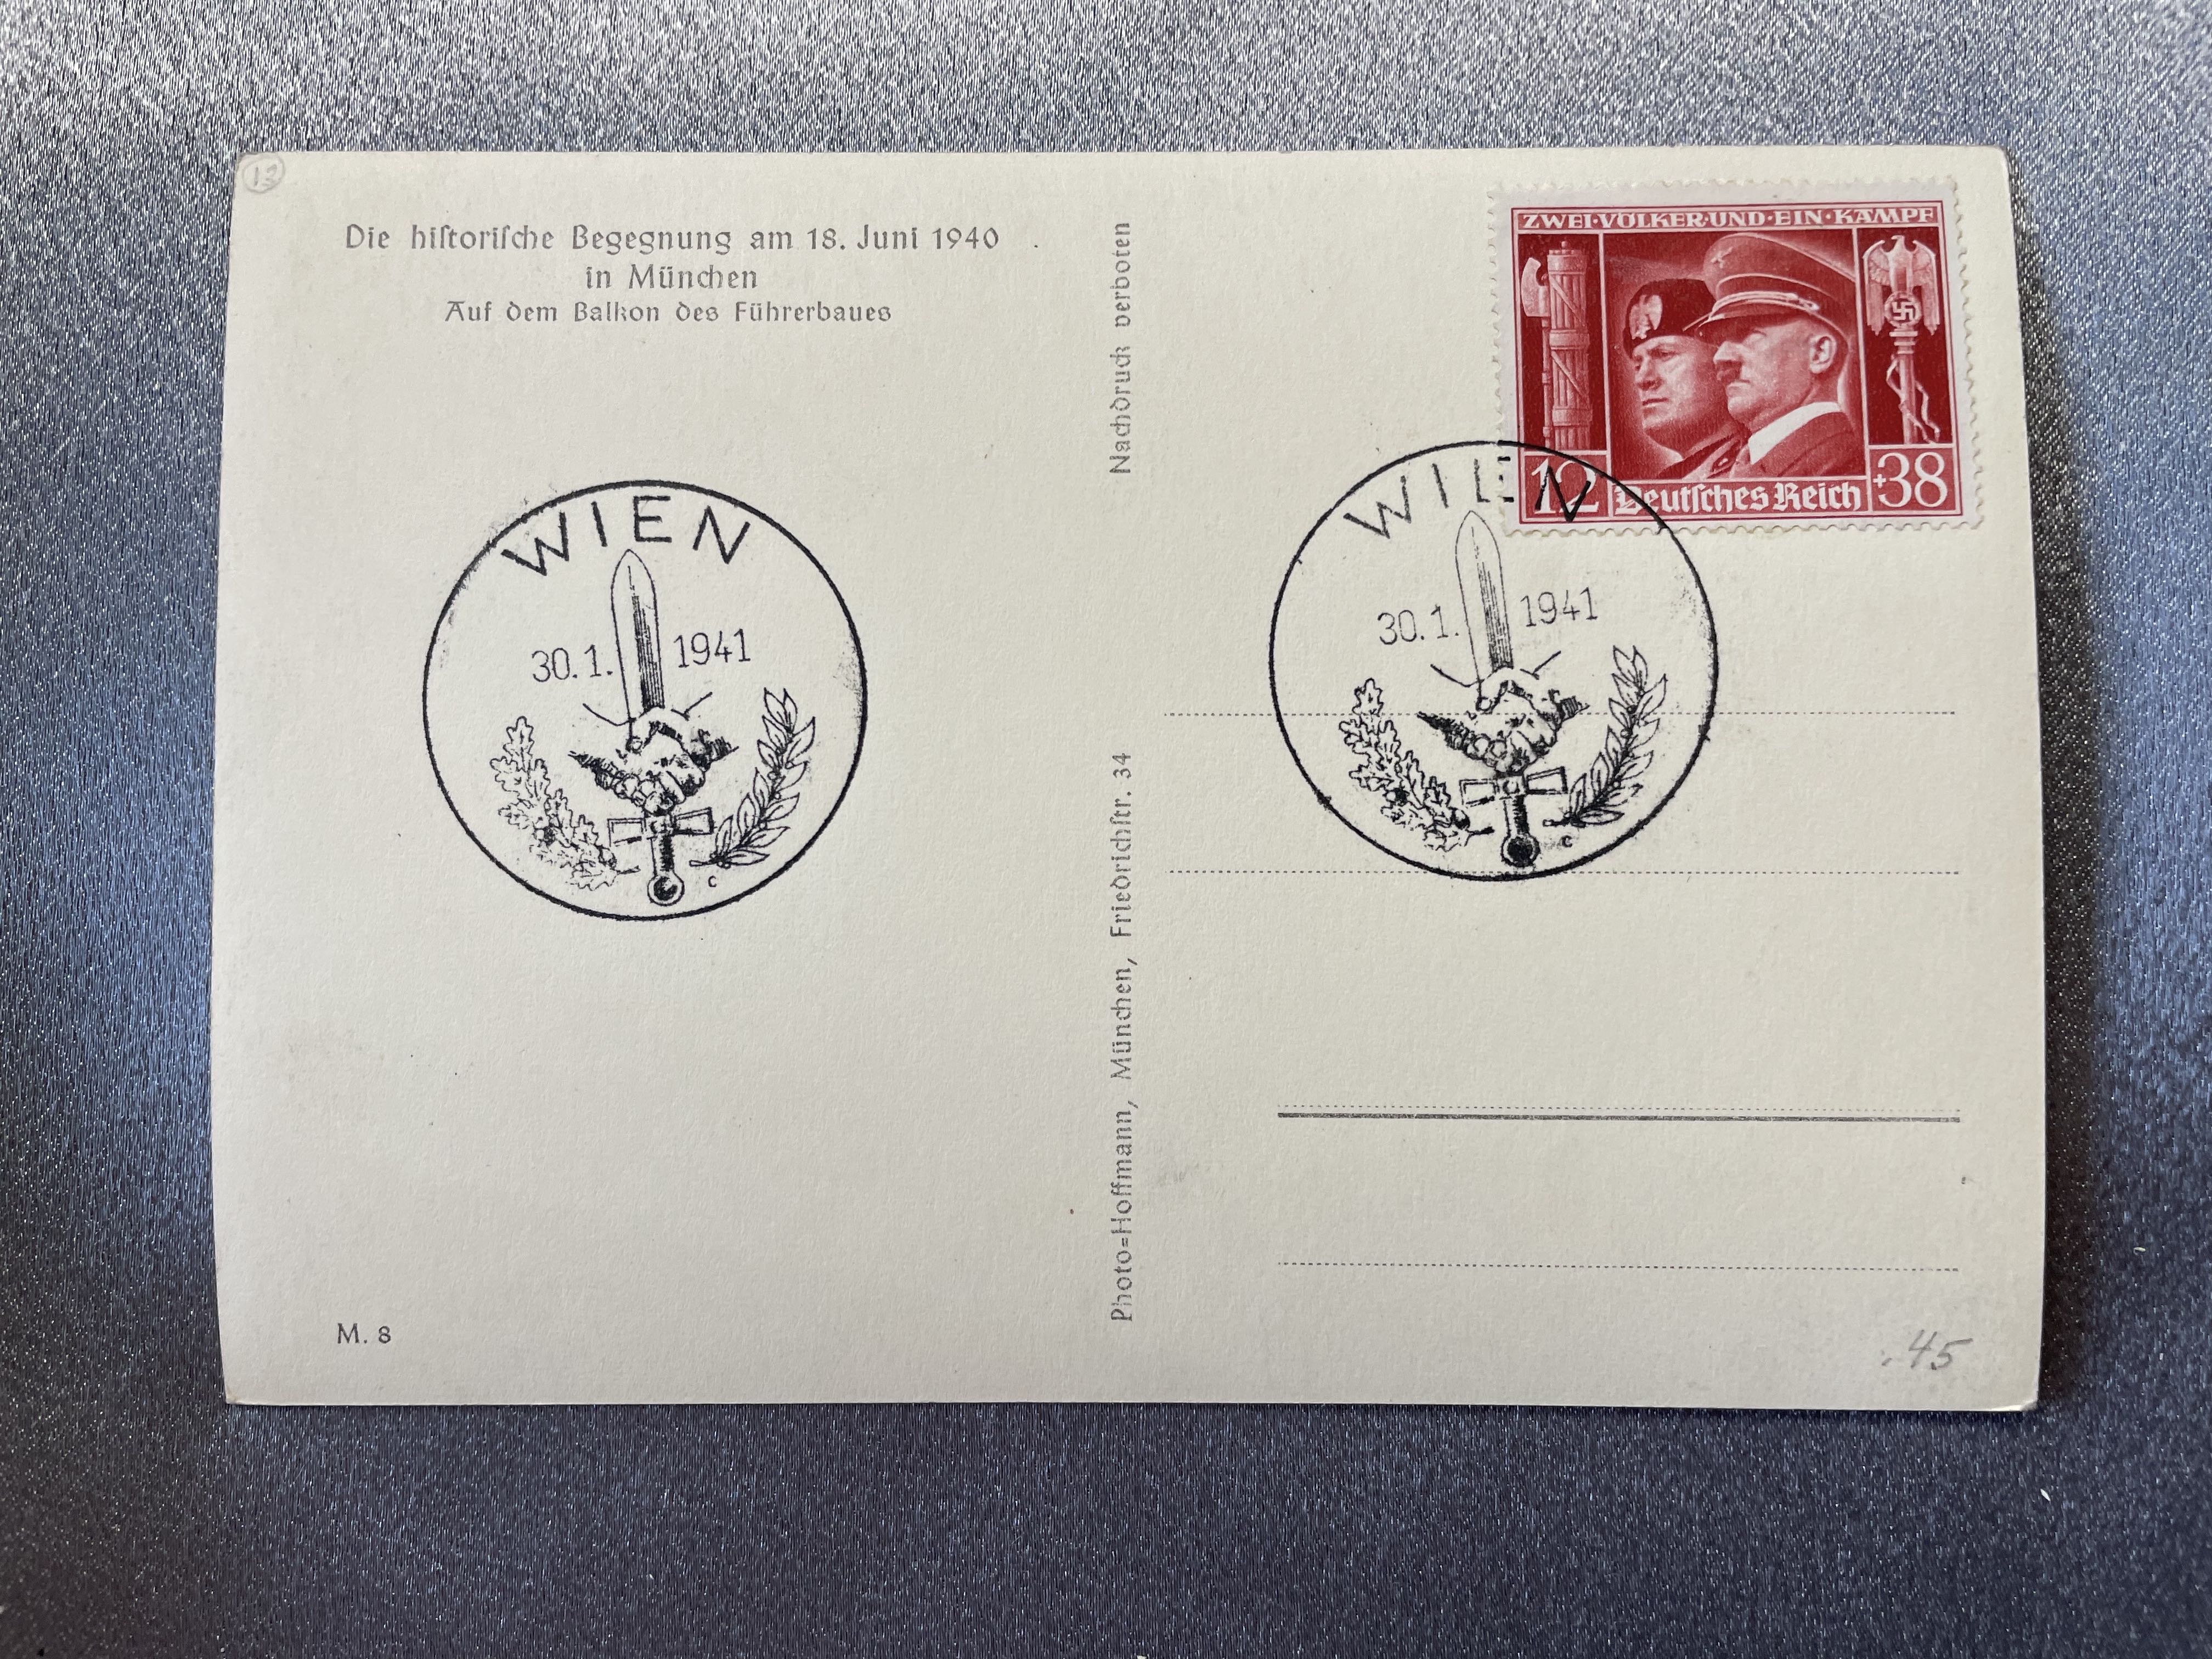 13
Die hiſtoriſche Begegnung am 18. Juni 1940
in München
Auf dem Balkon des Führerbaues
WIEN
30.1. 1941
C
M. 8
Photo=Hoffmann, München, Friedrichſtr. 34
Nachdruck verboten
ZWEI·VÖLKER·UND·EIN·KAMPF
12 Deutſches Reich +38
WIEN
30.1. 1941
C
.45